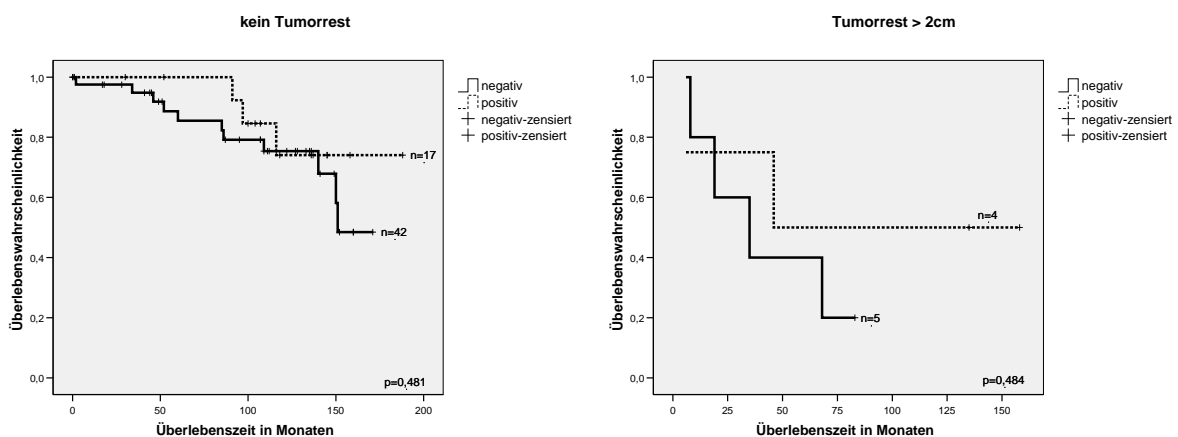 kein Tumorrest
Überlebenswahrscheinlichkeit
1,0
0,8
0,6
0,4
0,2
0,0
n=17
n=42
p=0,481
0
50
100
150
200
Überlebenszeit in Monaten
negativ
positiv
negativ-zensiert
positiv-zensiert
Tumorrest > 2cm
Überlebenswahrscheinlichkeit
1,0
0,8
0,6
0,4
0,2
0,0
n=4
n=5
p=0,484
0
25
50
75
100
125
150
Überlebenszeit in Monaten
negativ
positiv
negativ-zensiert
positiv-zensiert